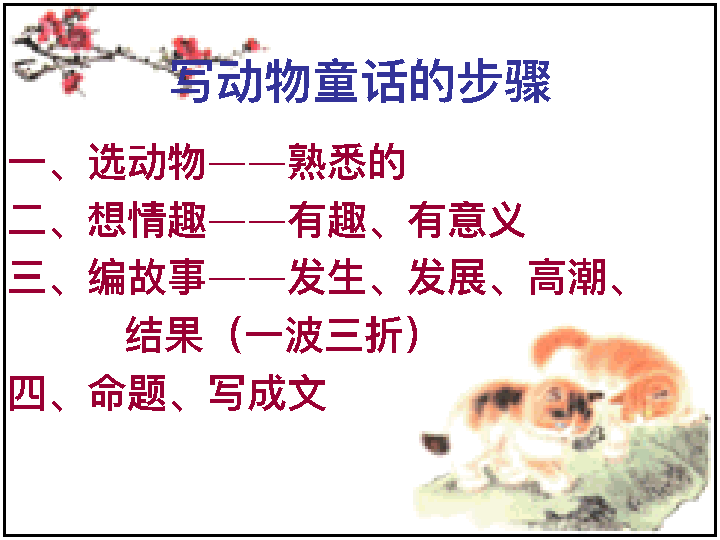 写动物童话的步骤
一、选动物——熟悉的
二、想情趣——有趣、有意义
三、编故事——发生、发展、高潮、
结果（一波三折）
四、命题、写成文